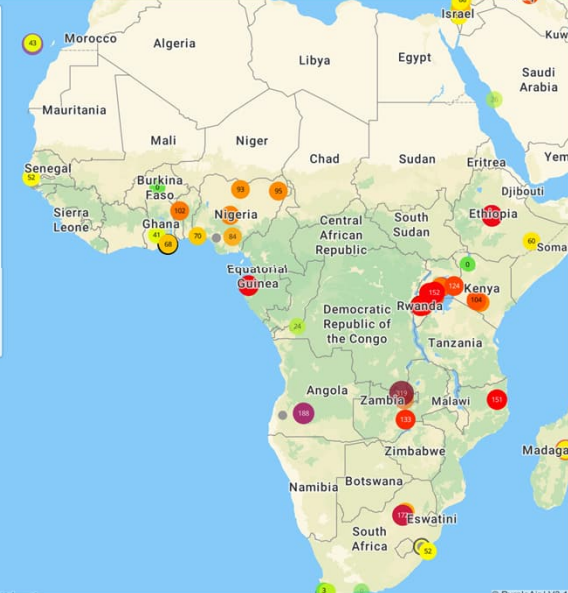 Israel
43
Morocco
Algeria
Libya
Egypt
Kuw
Saudi
Arabia
Mauritania
Mali
Niger
Chad
Sudan
Eritrea
Yem
Senegal
52
Burkina
Faso
0
93
95
Djibouti
102
Nigeria
Ethiopia
Sierra
Leone
Ghana
41
68
70
84
Central
African
Republic
South
Sudan
60
Soma
0
Equatorial
Guinea
152
124
Kenya
104
Rwanda
24
Democratic
Republic of
the Congo
Tanzania
Angola
188
319
Zambia
Malawi
151
133
Zimbabwe
Madaga
Namibia
Botswana
Eswatini
South
Africa
52
3